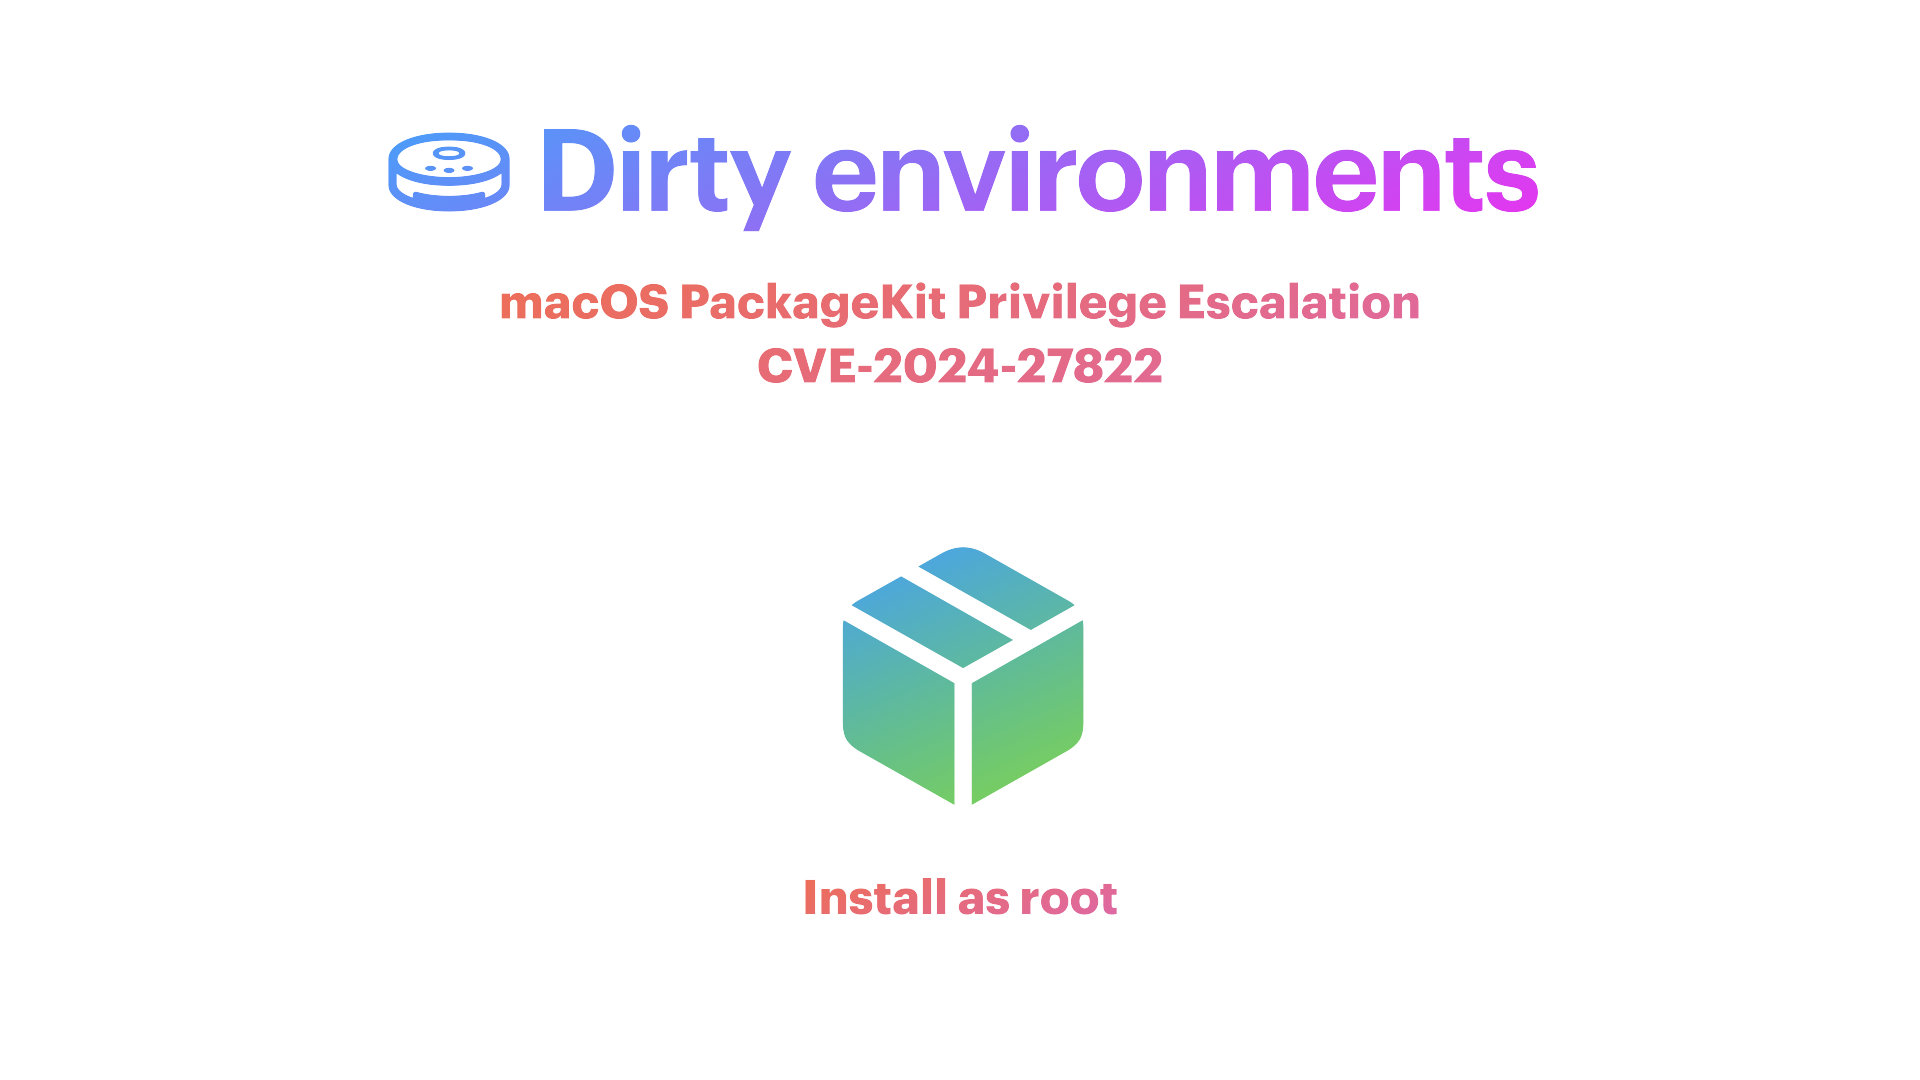 Dirty environments
macOS PackageKit Privilege Escalation
CVE-2024-27822
Install as root